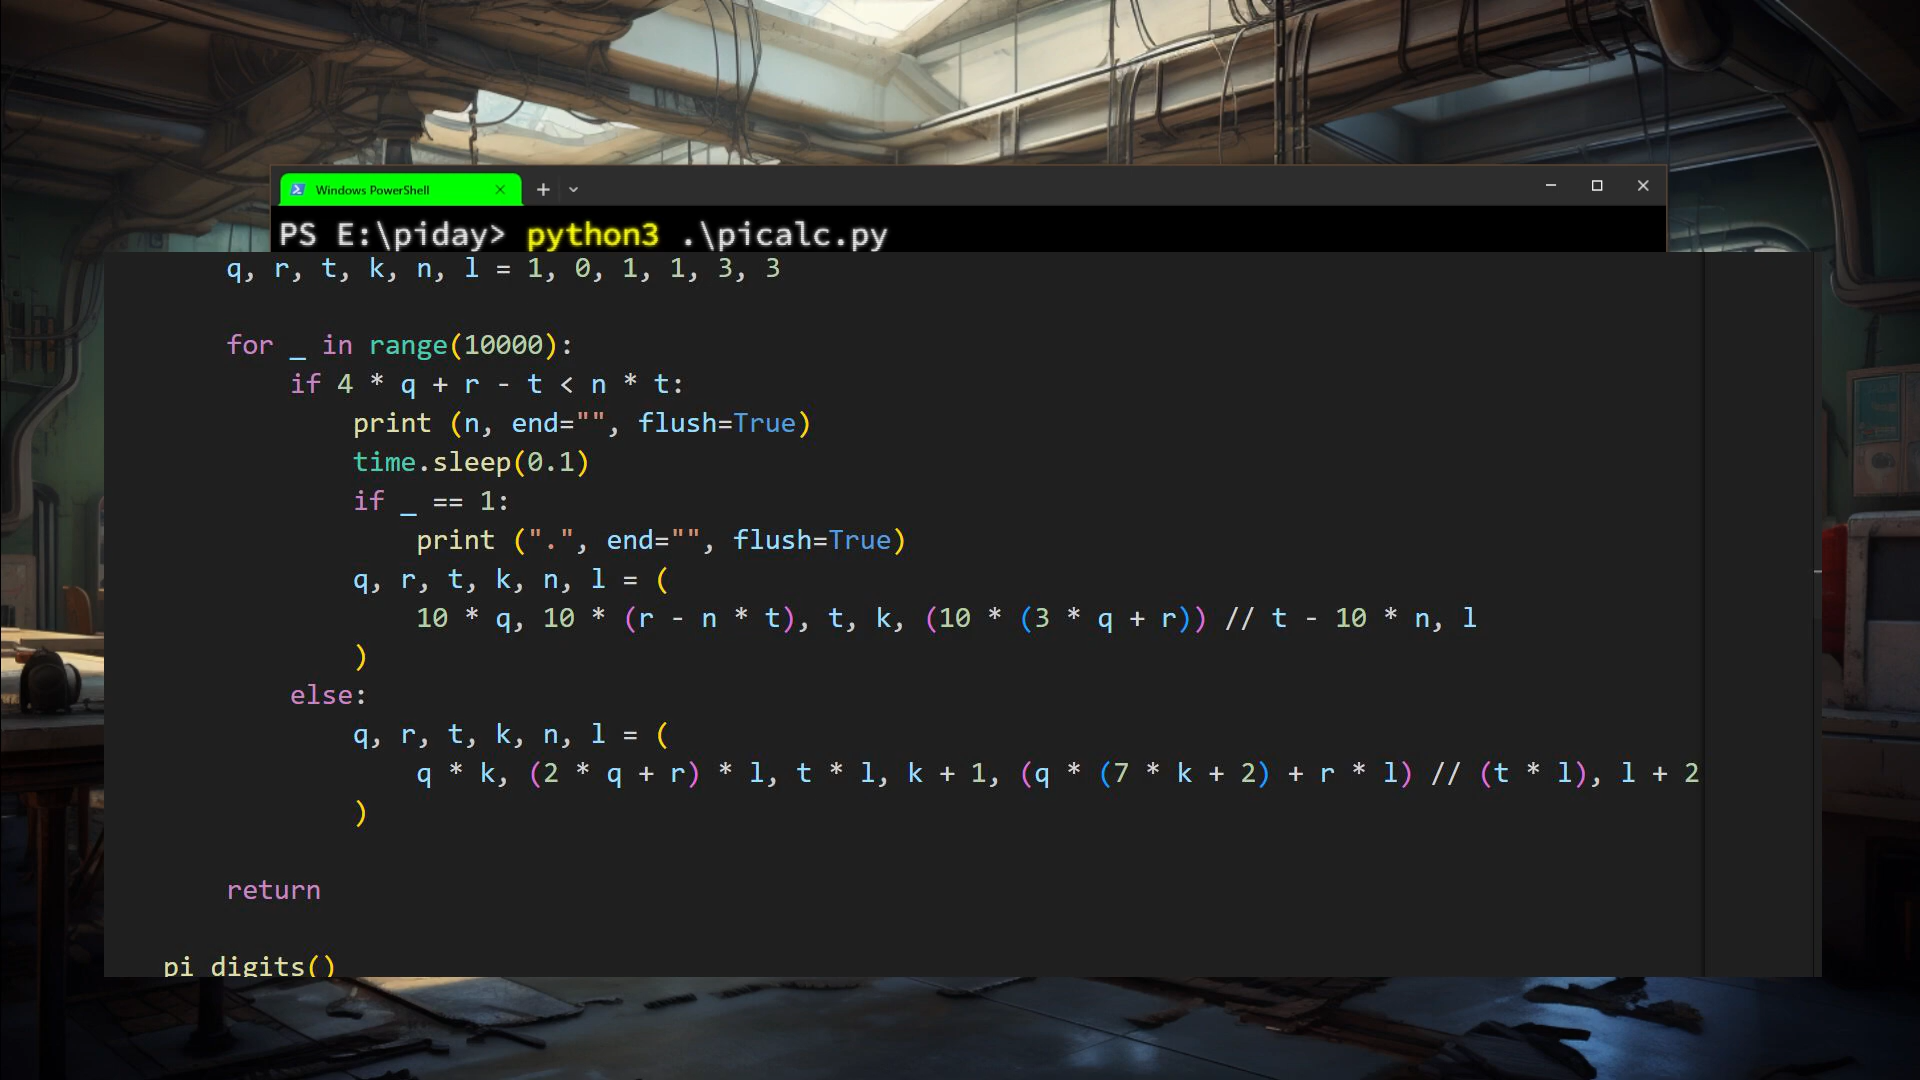 Windows PowerShell
PS E:\piday> python3 .\picalc.py
q, r, t, k, n, l = 1, 0, 1, 1, 3, 3
for _ in range(10000):
if 4 * q + r - t < n * t:
print (n, end="", flush=True)
time.sleep(0.1)
if _ == 1:
print (".", end="", flush=True)
q, r, t, k, n, l = (
10 * q, 10 * (r - n * t), t, k, (10 * (3 * q + r)) // t - 10 * n, l
)
else:
q, r, t, k, n, l = (
q * k, (2 * q + r) * l, t * l, k + 1, (q * (7 * k + 2) + r * l) // (t * l), l + 2
)
return
pi_digits()